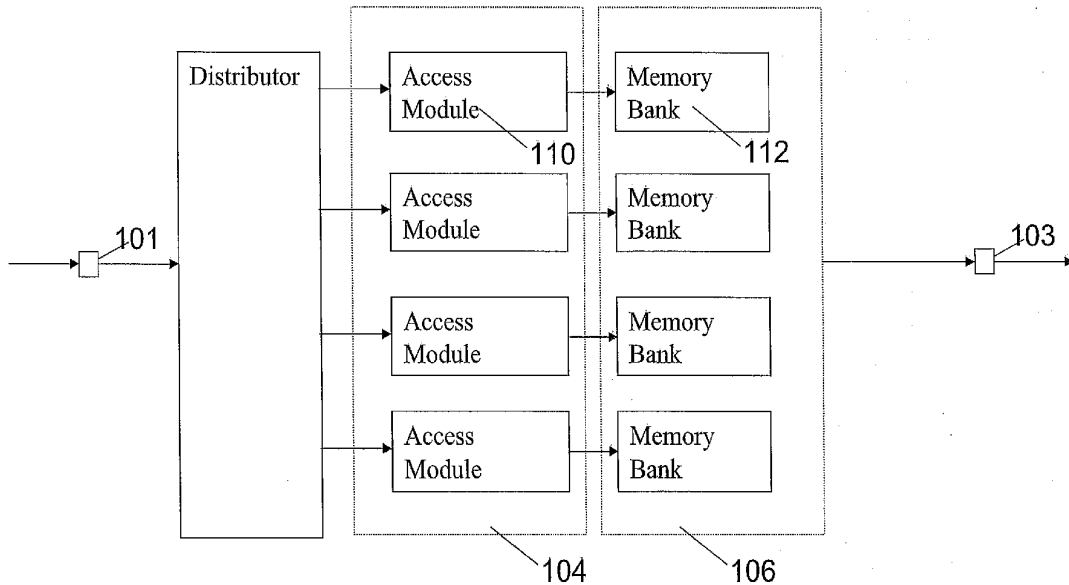 Distributor
Access
Module
110
Memory
Bank
112
Access
Module
Memory
Bank
101
103
Access
Module
Memory
Bank
Access
Module
Memory
Bank
104
106